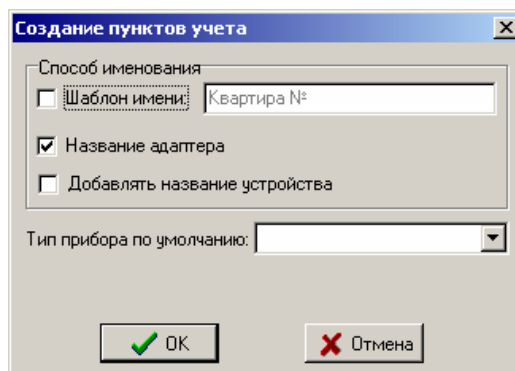 Создание пунктов учета
Способ именования
Шаблон имени: Квартира №
Название адаптера
Добавлять название устройства
Тип прибора по умолчанию:
OK Отмена